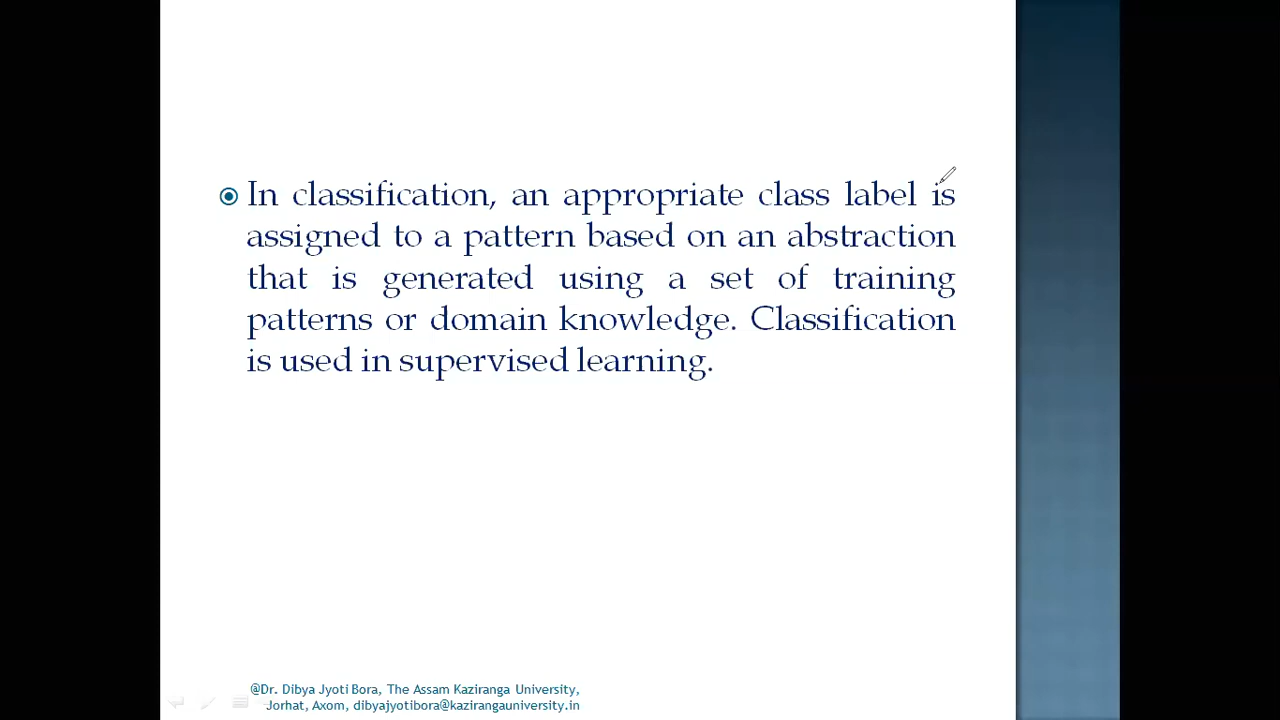 In classification, an appropriate class label is
assigned to a pattern based on an abstraction
that is generated using a set of training
patterns or domain knowledge. Classification
is used in supervised learning.
@Dr. Dibya Jyoti Bora, The Assam Kaziranga University,
Jorhat, Axom, dibyajyotibora@kazirangauniversity.in